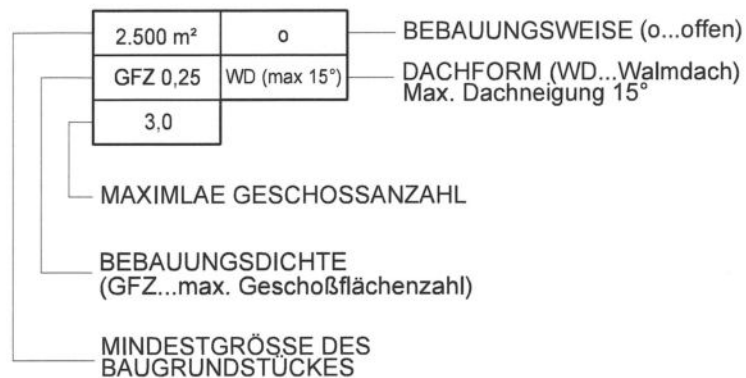 2.500 m² o BEBAUUNGSWEISE (o...offen)
GFZ 0,25 WD (max 15°) DACHFORM (WD...Walmdach)
Max. Dachneigung 15°
3,0
MAXIMLAE GESCHOSSANZAHL
BEBAUUNGSDICHTE
(GFZ...max. Geschoßflächenzahl)
MINDESTGRÖSSE DES
BAUGRUNDSTÜCKES